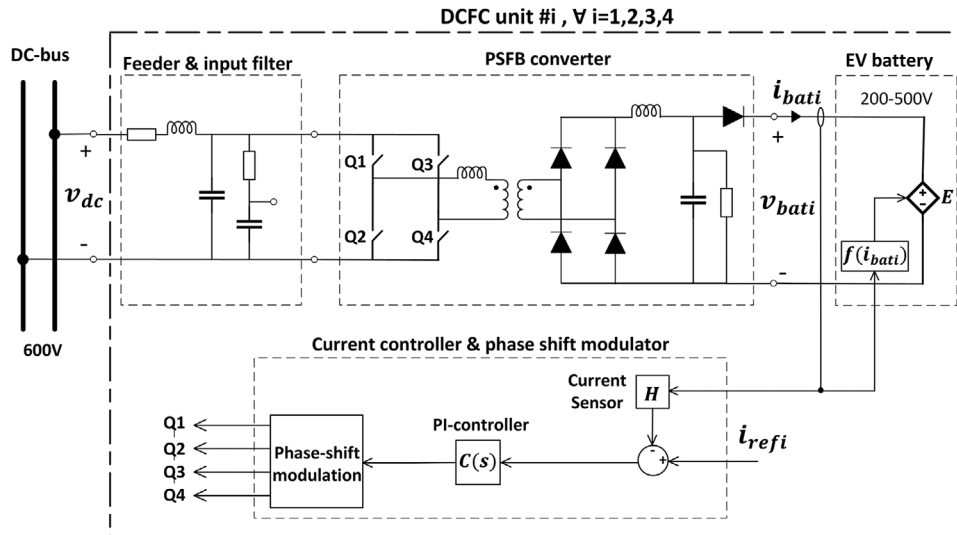 DCFC unit #i , ∀ i=1,2,3,4
DC-bus
Feeder & input filter
PSFB converter
EV battery
i_bati
200-500V
+
v_dc
-
Q1
Q3
Q2
Q4
+
v_bati
-
+
-
E
f(i_bati)
600V
Current controller & phase shift modulator
Current
Sensor
H
PI-controller
i_refi
Q1
Q2
Q3
Q4
Phase-shift
modulation
C(s)
-
+